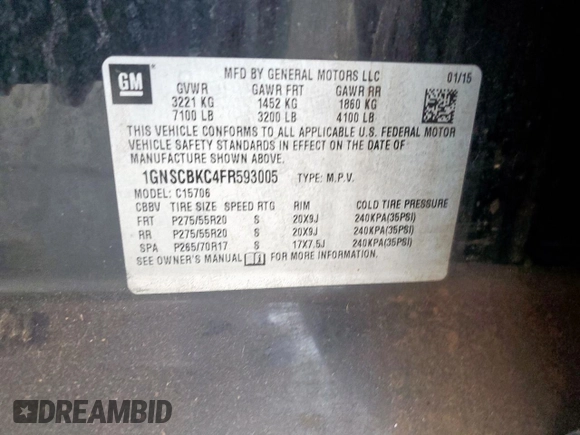 GM
MFD BY GENERAL MOTORS LLC 01/15
GVWR GAWR FRT GAWR RR
3221 KG 1452 KG 1860 KG
7100 LB 3200 LB 4100 LB
THIS VEHICLE CONFORMS TO ALL APPLICABLE U.S. FEDERAL MOTOR
VEHICLE SAFETY STANDARDS IN EFFECT ON THE DATE OF
MANUFACTURE SHOWN ABOVE.
1GNSCBKC4FR593005 TYPE: M.P.V.
MODEL: C15706
CBBV TIRE SIZE SPEED RTG RIM COLD TIRE PRESSURE
FRT P275/55R20 S 20X9J 240KPA(35PSI)
RR P275/55R20 S 20X9J 240KPA(35PSI)
SPA P265/70R17 S 17X7.5J 240KPA(35PSI)
SEE OWNER'S MANUAL FOR MORE INFORMATION.
DREAMBID